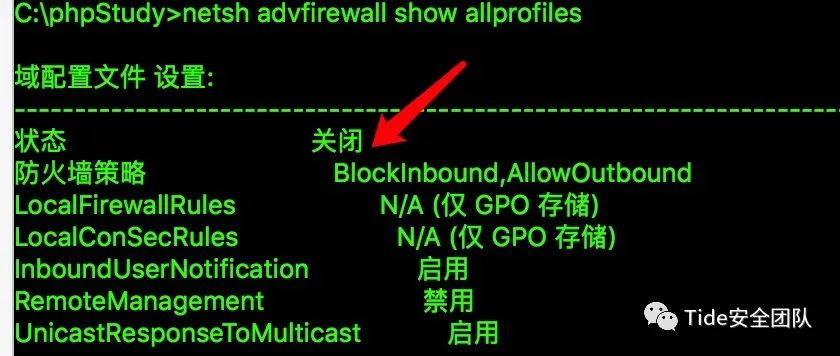 C:\phpStudy>netsh advfirewall show allprofiles
域配置文件 设置:
----------------------------------------------------------------------
状态 关闭
防火墙策略 BlockInbound,AllowOutbound
LocalFirewallRules N/A (仅 GPO 存储)
LocalConSecRules N/A (仅 GPO 存储)
InboundUserNotification 启用
RemoteManagement 禁用
UnicastResponseToMulticast 启用
Tide安全团队